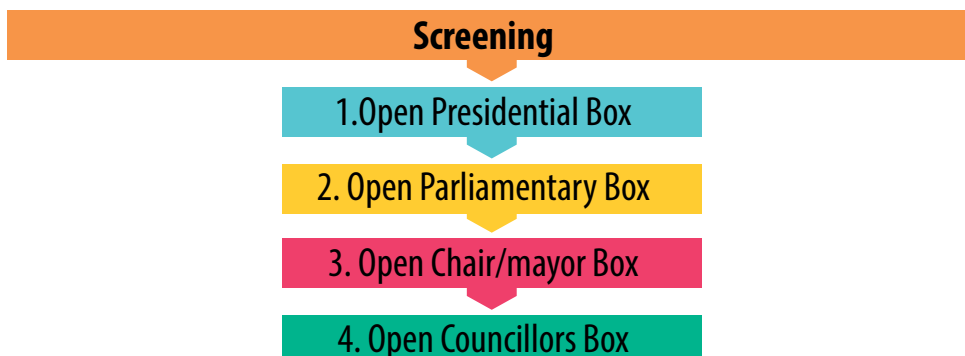 Screening
1.Open Presidential Box
2. Open Parliamentary Box
3. Open Chair/mayor Box
4. Open Councillors Box